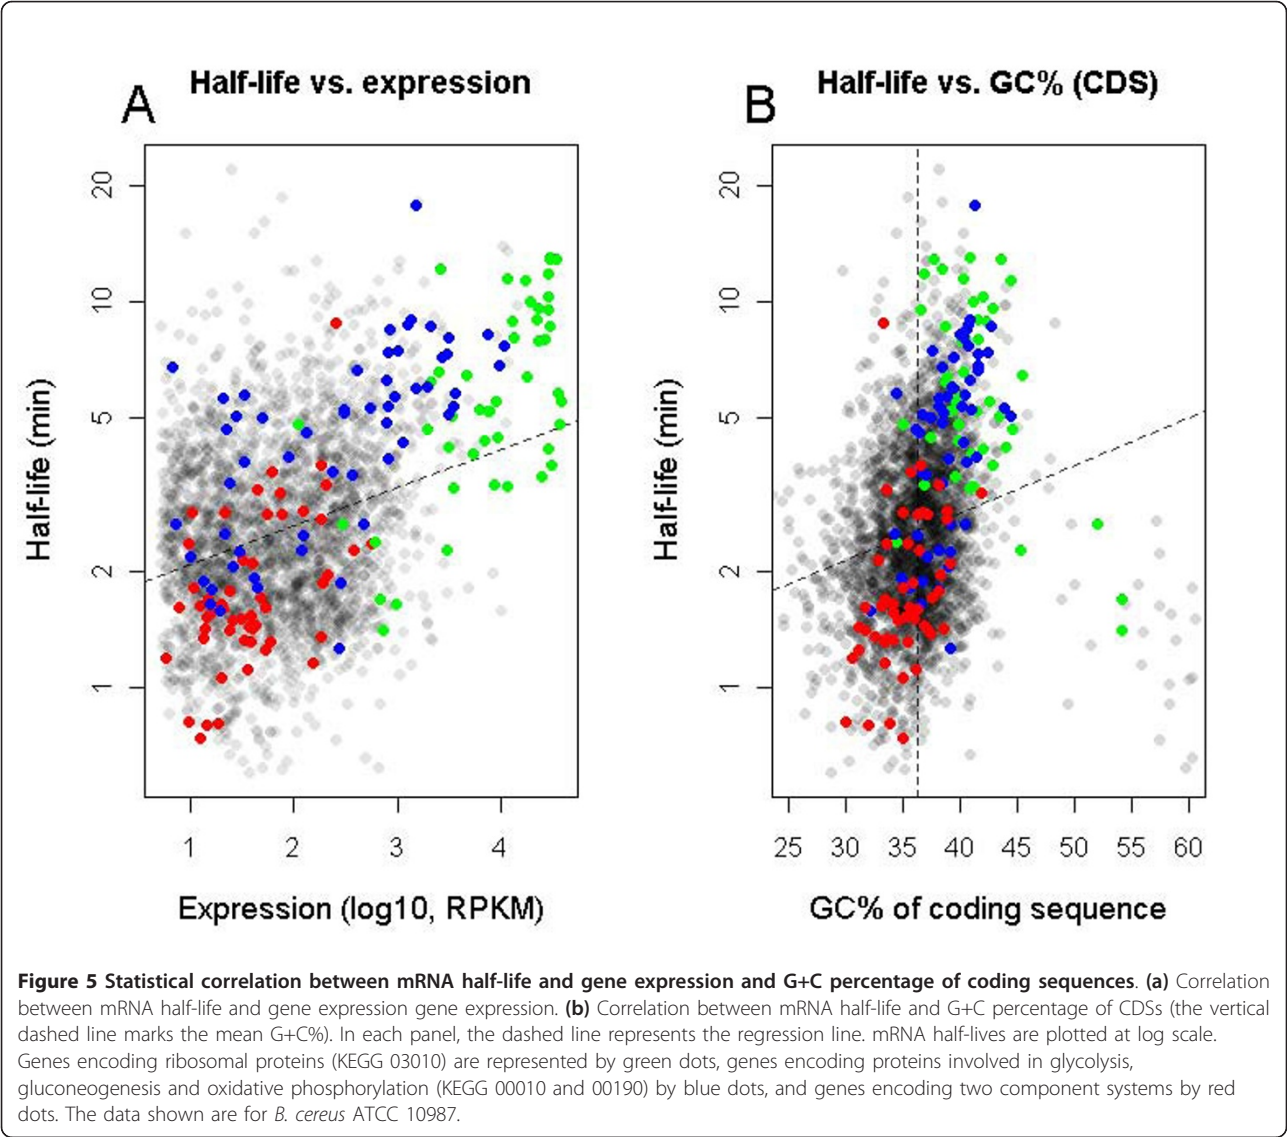 A
Half-life vs. expression
20
10
5
2
1
Half-life (min)
1 2 3 4
Expression (log10, RPKM)
B
Half-life vs. GC% (CDS)
20
10
5
2
1
Half-life (min)
25 30 35 40 45 50 55 60
GC% of coding sequence
Figure 5 Statistical correlation between mRNA half-life and gene expression and G+C percentage of coding sequences. (a) Correlation
between mRNA half-life and gene expression gene expression. (b) Correlation between mRNA half-life and G+C percentage of CDSs (the vertical
dashed line marks the mean G+C%). In each panel, the dashed line represents the regression line. mRNA half-lives are plotted at log scale.
Genes encoding ribosomal proteins (KEGG 03010) are represented by green dots, genes encoding proteins involved in glycolysis,
gluconeogenesis and oxidative phosphorylation (KEGG 00010 and 00190) by blue dots, and genes encoding two component systems by red
dots. The data shown are for B. cereus ATCC 10987.